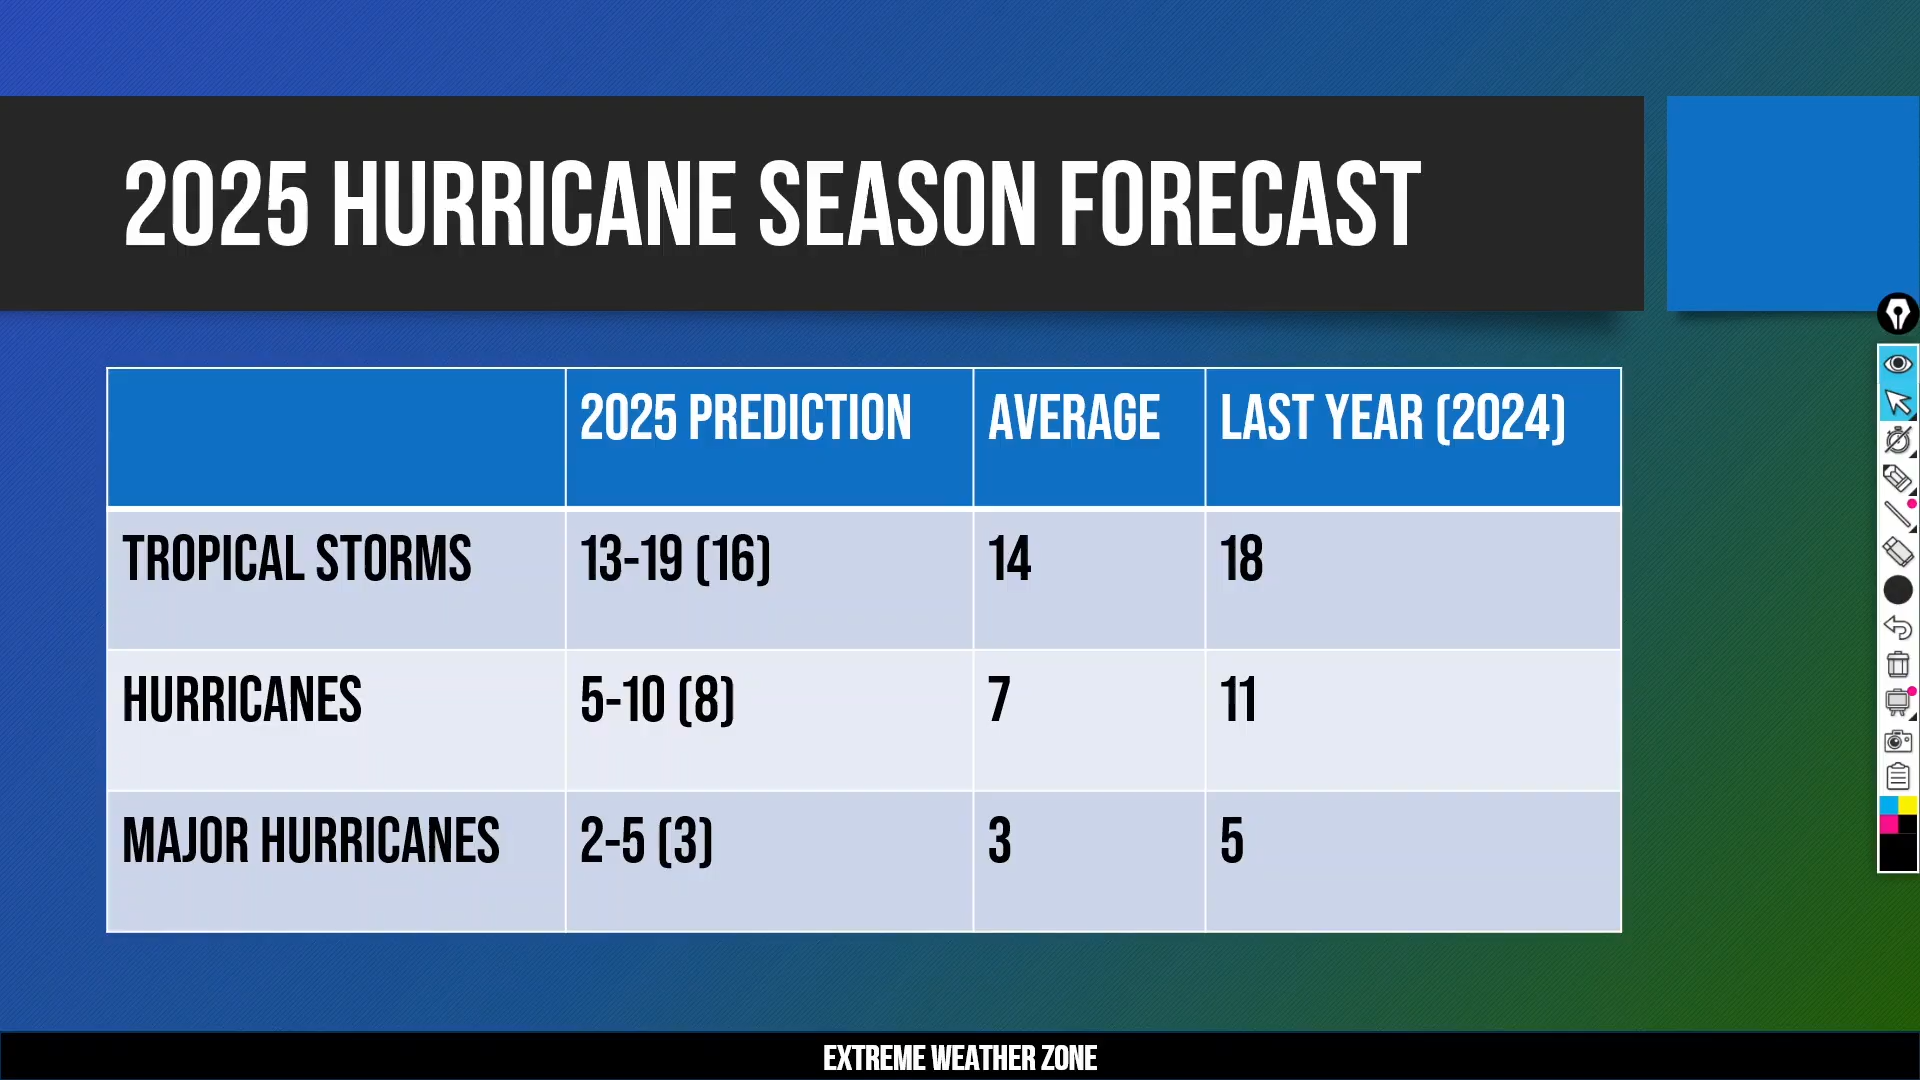 2025 HURRICANE SEASON FORECAST
2025 PREDICTION AVERAGE LAST YEAR (2024)
TROPICAL STORMS 13-19 (16) 14 18
HURRICANES 5-10 (8) 7 11
MAJOR HURRICANES 2-5 (3) 3 5
EXTREME WEATHER ZONE